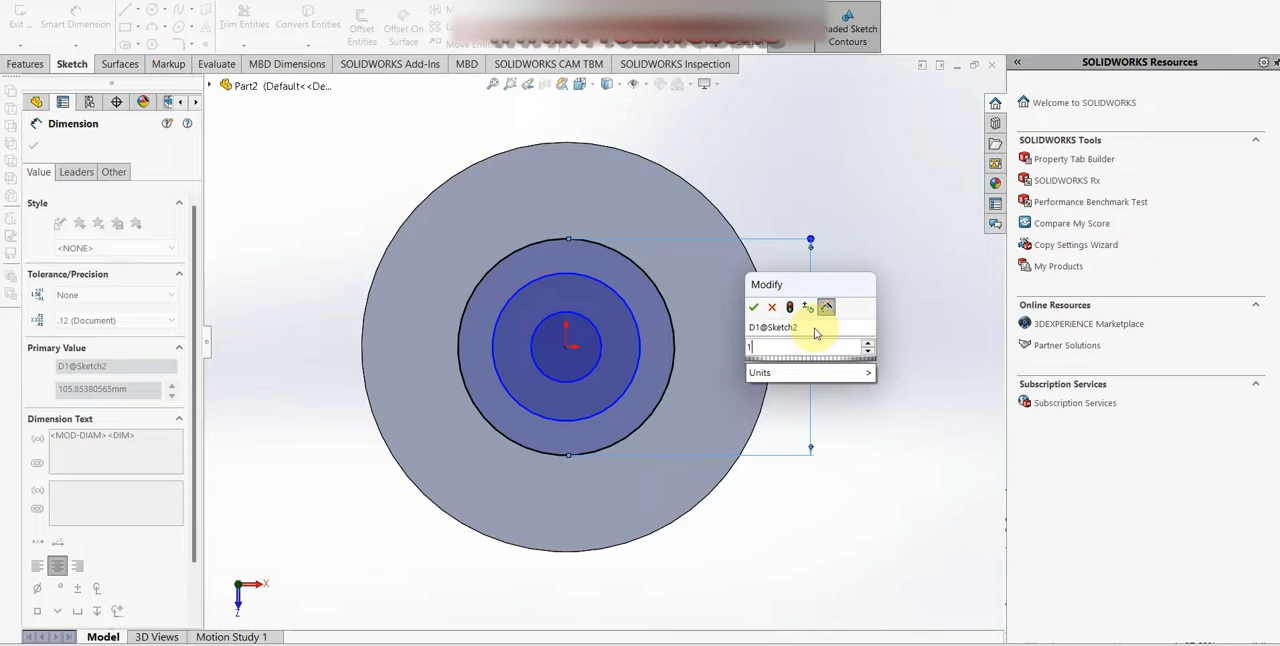 Exit ...
Smart Dimension
Trim Entities
Convert Entities
Offset
Entities
Offset On
Surface
Move Entities
Shaded Sketch
Contours
Features
Sketch
Surfaces
Markup
Evaluate
MBD Dimensions
SOLIDWORKS Add-Ins
MBD
SOLIDWORKS CAM TBM
SOLIDWORKS Inspection
Part2 (Default<<De...
Dimension
Value
Leaders
Other
Style
<NONE>
Tolerance/Precision
None
.12 (Document)
Primary Value
D1@Sketch2
105.85380565mm
Dimension Text
<MOD-DIAM><DIM>
Modify
D1@Sketch2
1
Units >
X
Z
Model
3D Views
Motion Study 1
SOLIDWORKS Resources
Welcome to SOLIDWORKS
SOLIDWORKS Tools
Property Tab Builder
SOLIDWORKS Rx
Performance Benchmark Test
Compare My Score
Copy Settings Wizard
My Products
Online Resources
3DEXPERIENCE Marketplace
Partner Solutions
Subscription Services
Subscription Services